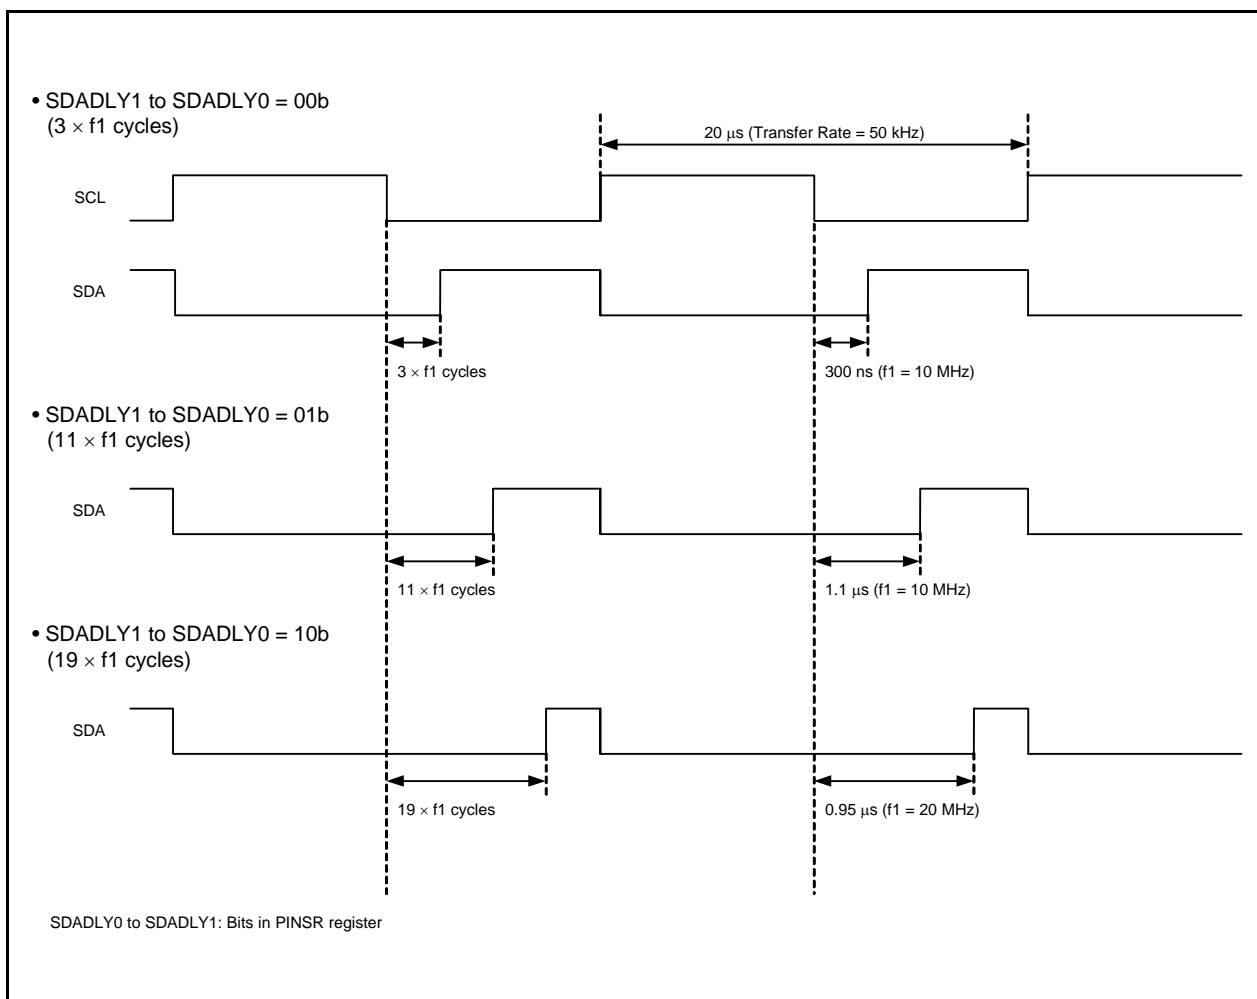 • SDADLY1 to SDADLY0 = 00b
(3 × f1 cycles)
20 μs (Transfer Rate = 50 kHz)
SCL
SDA
3 × f1 cycles
300 ns (f1 = 10 MHz)
• SDADLY1 to SDADLY0 = 01b
(11 × f1 cycles)
SDA
11 × f1 cycles
1.1 μs (f1 = 10 MHz)
• SDADLY1 to SDADLY0 = 10b
(19 × f1 cycles)
SDA
19 × f1 cycles
0.95 μs (f1 = 20 MHz)
SDADLY0 to SDADLY1: Bits in PINSR register